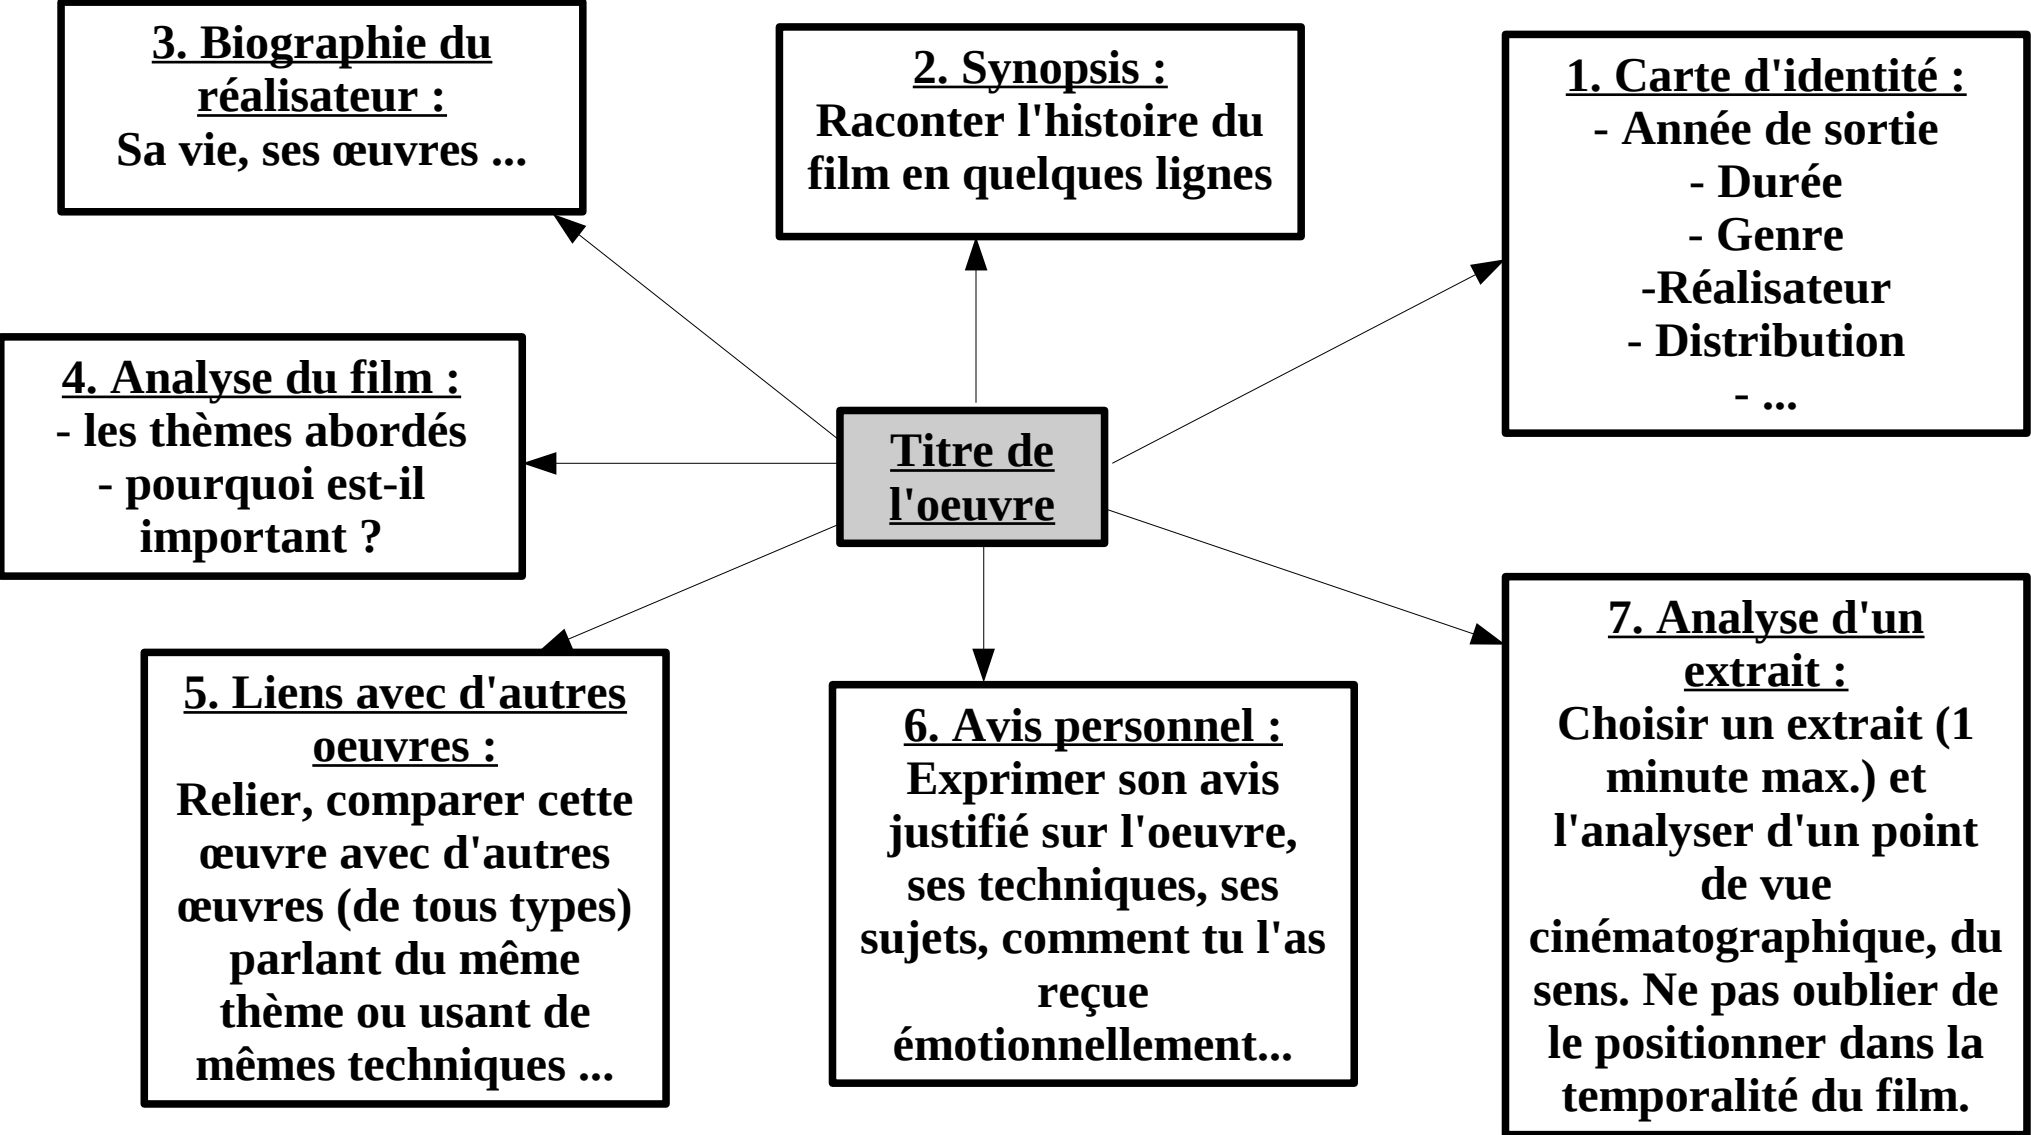 3. Biographie du
réalisateur :
Sa vie, ses œuvres ...
2. Synopsis :
Raconter l'histoire du
film en quelques lignes
1. Carte d'identité :
- Année de sortie
- Durée
- Genre
-Réalisateur
- Distribution
- ...
4. Analyse du film :
- les thèmes abordés
- pourquoi est-il
important ?
Titre de
l'oeuvre
5. Liens avec d'autres
oeuvres :
Relier, comparer cette
œuvre avec d'autres
œuvres (de tous types)
parlant du même
thème ou usant de
mêmes techniques ...
6. Avis personnel :
Exprimer son avis
justifié sur l'oeuvre,
ses techniques, ses
sujets, comment tu l'as
reçue
émotionnellement...
7. Analyse d'un
extrait :
Choisir un extrait (1
minute max.) et
l'analyser d'un point
de vue
cinématographique, du
sens. Ne pas oublier de
le positionner dans la
temporalité du film.